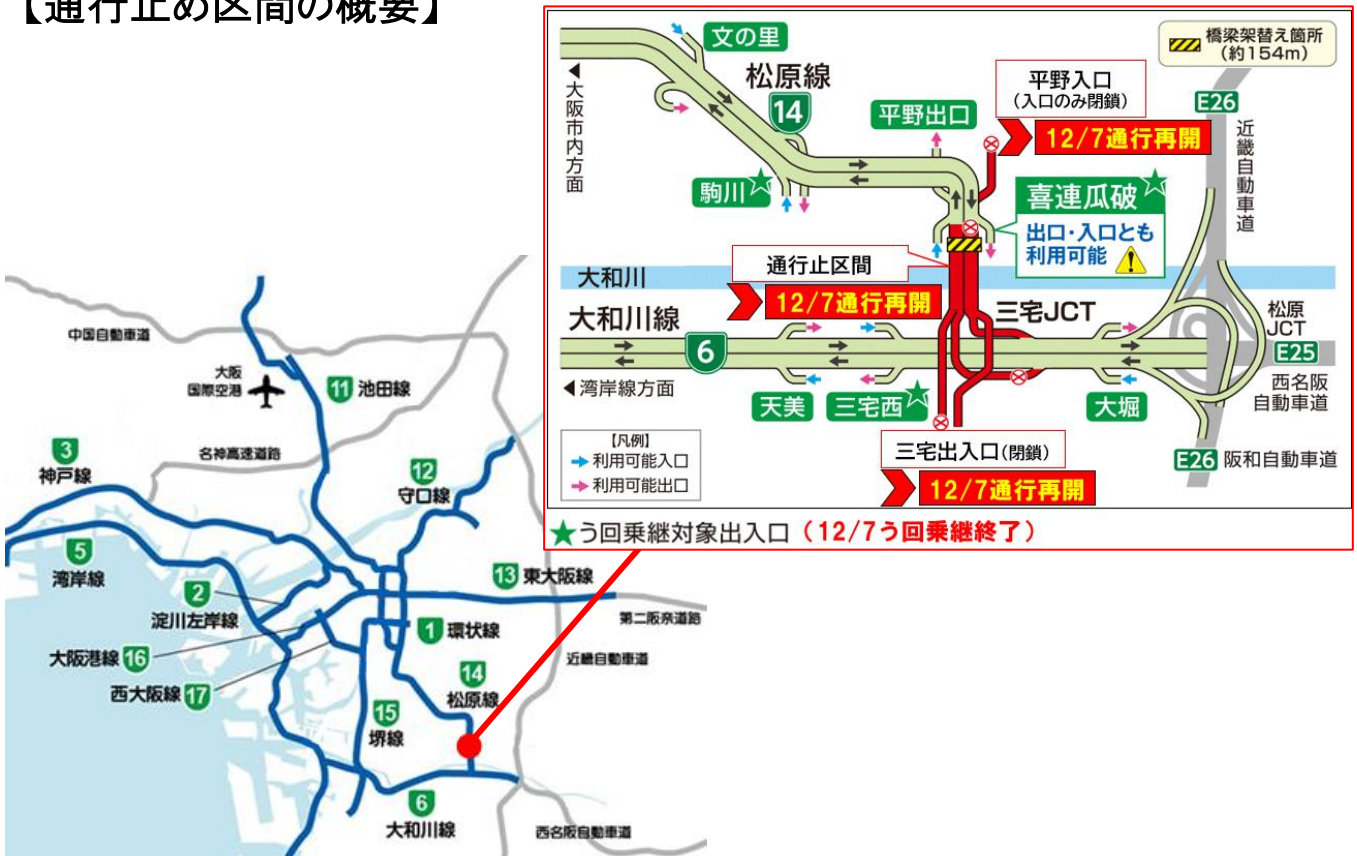 【通行止め区間の概要】
文の里
橋梁架替え箇所
(約154m)
松原線
14
▲大阪市内方面
平野出口
平野入口
(入口のみ閉鎖)
12/7通行再開
E26
近畿自動車道
駒川
喜連瓜破
出口・入口とも
利用可能
通行止区間
12/7通行再開
大和川
大和川線
6
三宅JCT
松原
JCT
E25
西名阪
自動車道
◀湾岸線方面
天美
三宅西
大堀
【凡例】
利用可能入口
利用可能出口
三宅出入口(閉鎖)
12/7通行再開
E26 阪和自動車道
★う回乗継対象出入口(12/7う回乗継終了)
中国自動車道
大阪
国際空港
11 池田線
3
神戸線
名神高速道路
12
守口線
5
湾岸線
2
淀川左岸線
13 東大阪線
第二阪奈道路
1 環状線
大阪港線 16
近畿自動車道
西大阪線 17
14
松原線
15
堺線
6
大和川線
西名阪自動車道